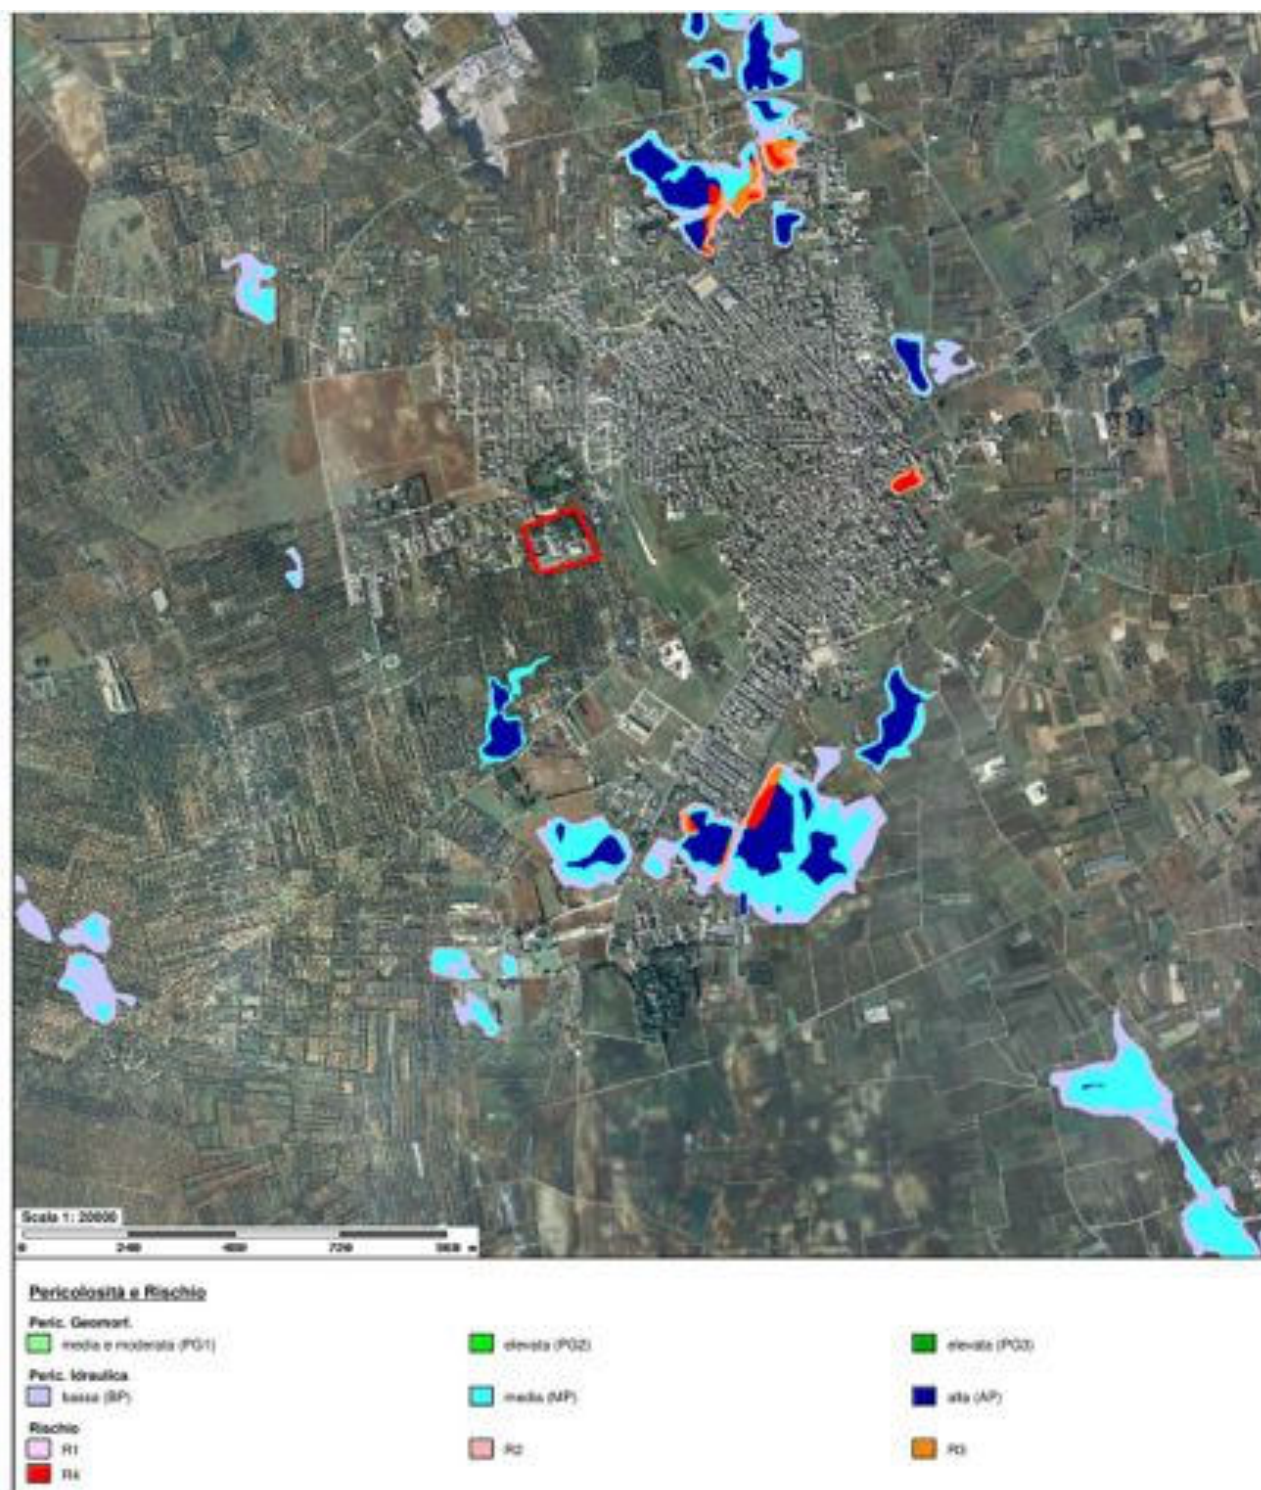 Scala 1: 20000
0 240 480 720 960 m
Pericolosità e Rischio
Peric. Geomorf.
media e moderata (PG1) elevata (PG2) elevata (PG3)
Peric. Idraulica
bassa (BP) media (MP) alta (AP)
Rischio
R1 R2 R3
R4